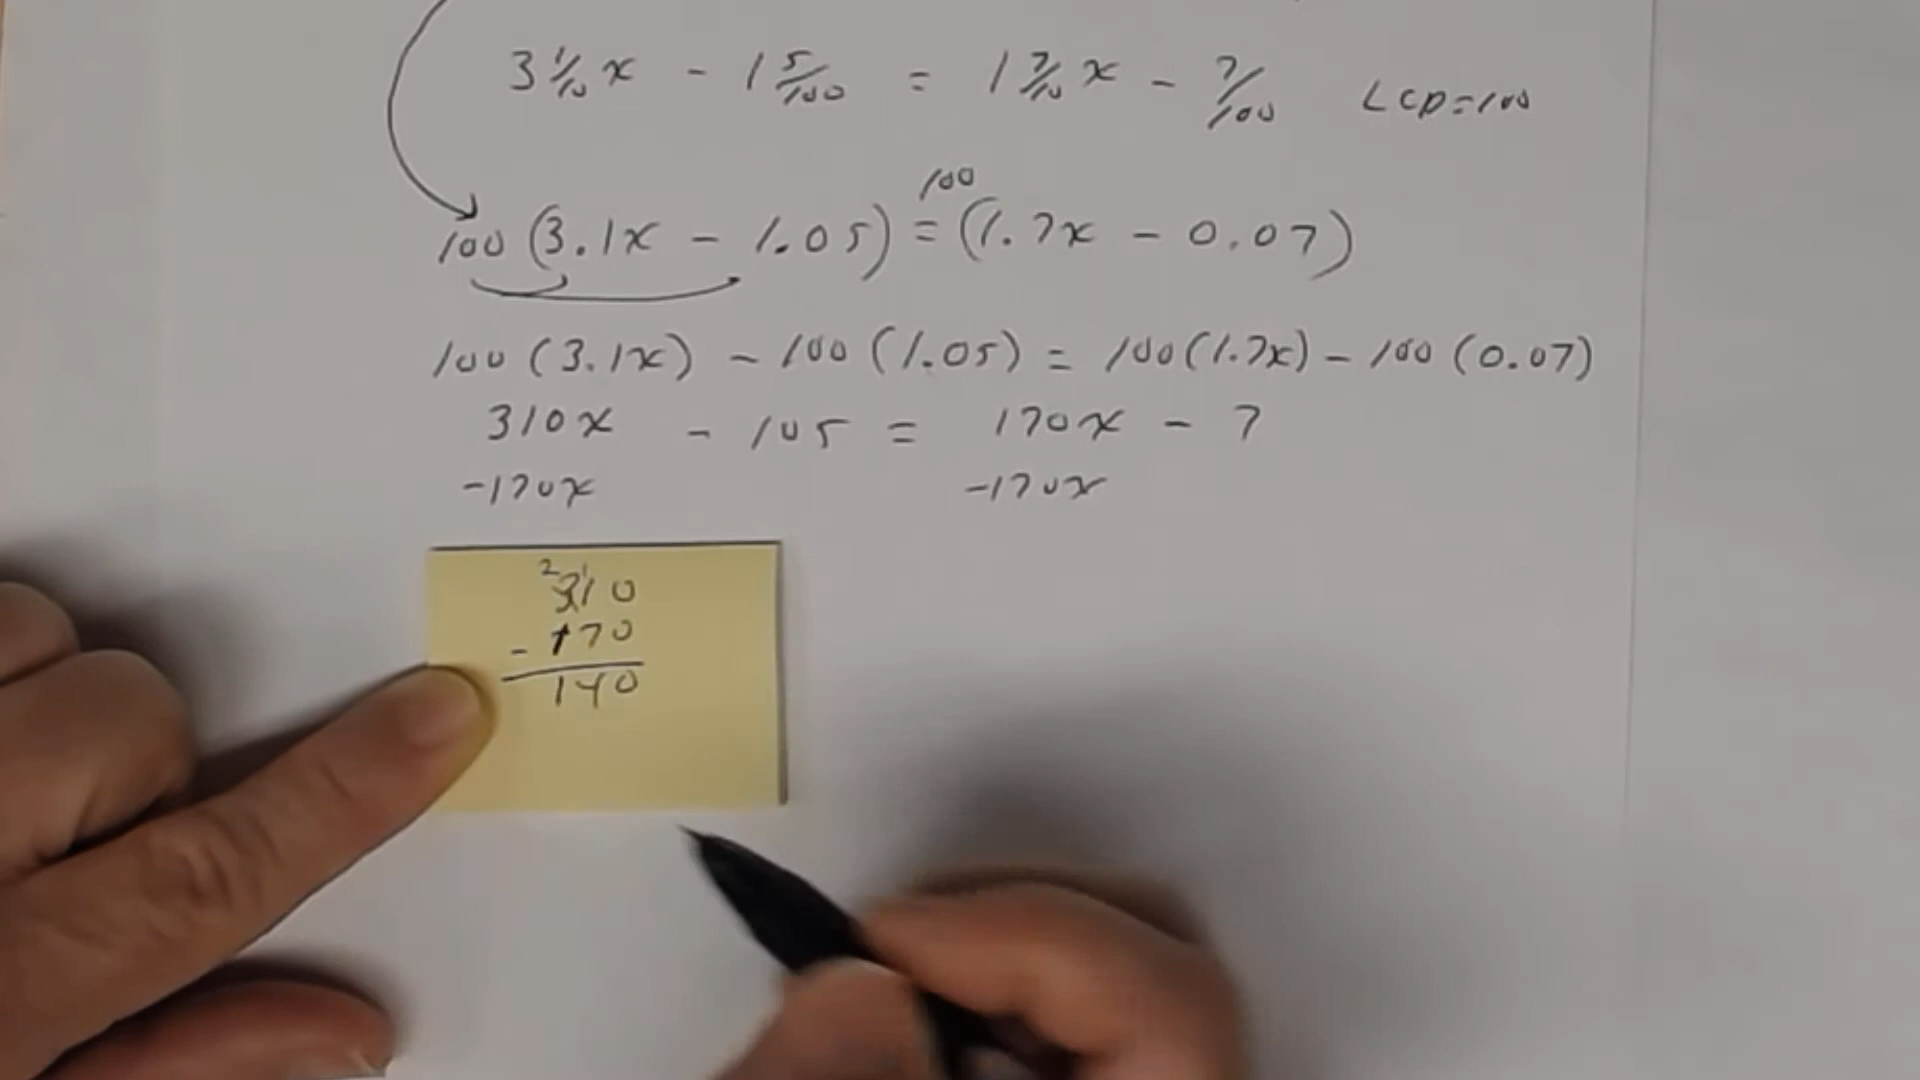 3 1/10 x - 1 5/100 = 1 7/10 x - 7/100 LCD=100
100
100 (3.1x - 1.05) = (1.7x - 0.07)
100 (3.1x) - 100 (1.05) = 100 (1.7x) - 100 (0.07)
310x - 105 = 170x - 7
-170x -170x
2 1
310
- 170
140